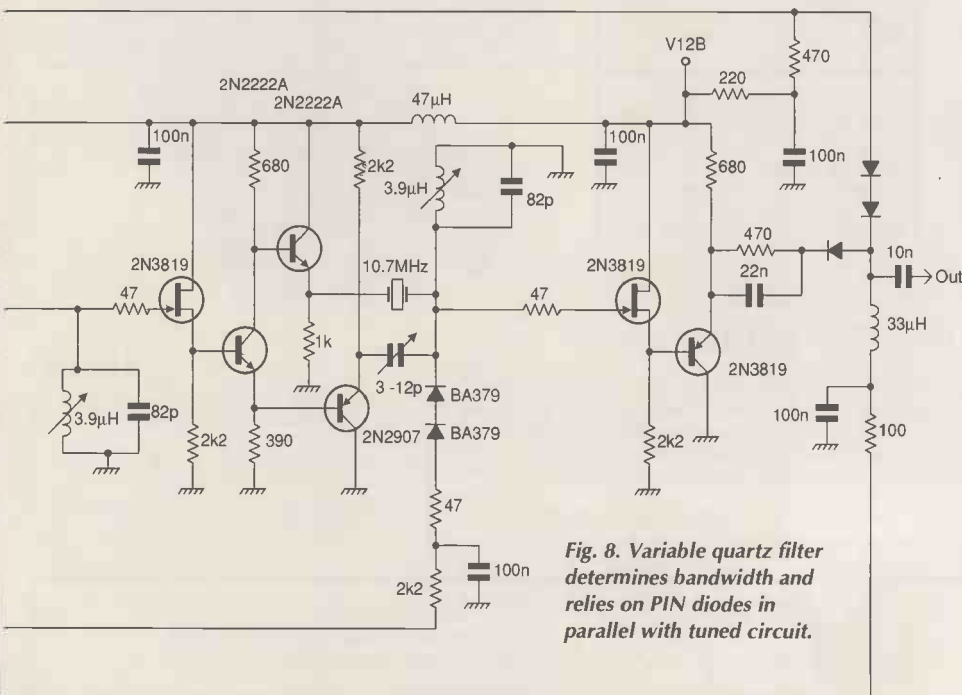 V12B
470
220
2N2222A
2N2222A
47µH
100n
680
2k2
3.9µH
82p
100n
680
100n
470
22n
10n
Out
2N3819
47
10.7MHz
2N3819
47
33µH
1k
3 -12p
BA379
2N3819
3.9µH
82p
2k2
390
2N2907
BA379
2k2
100n
100
47
100n
2k2
Fig. 8. Variable quartz filter
determines bandwidth and
relies on PIN diodes in
parallel with tuned circuit.